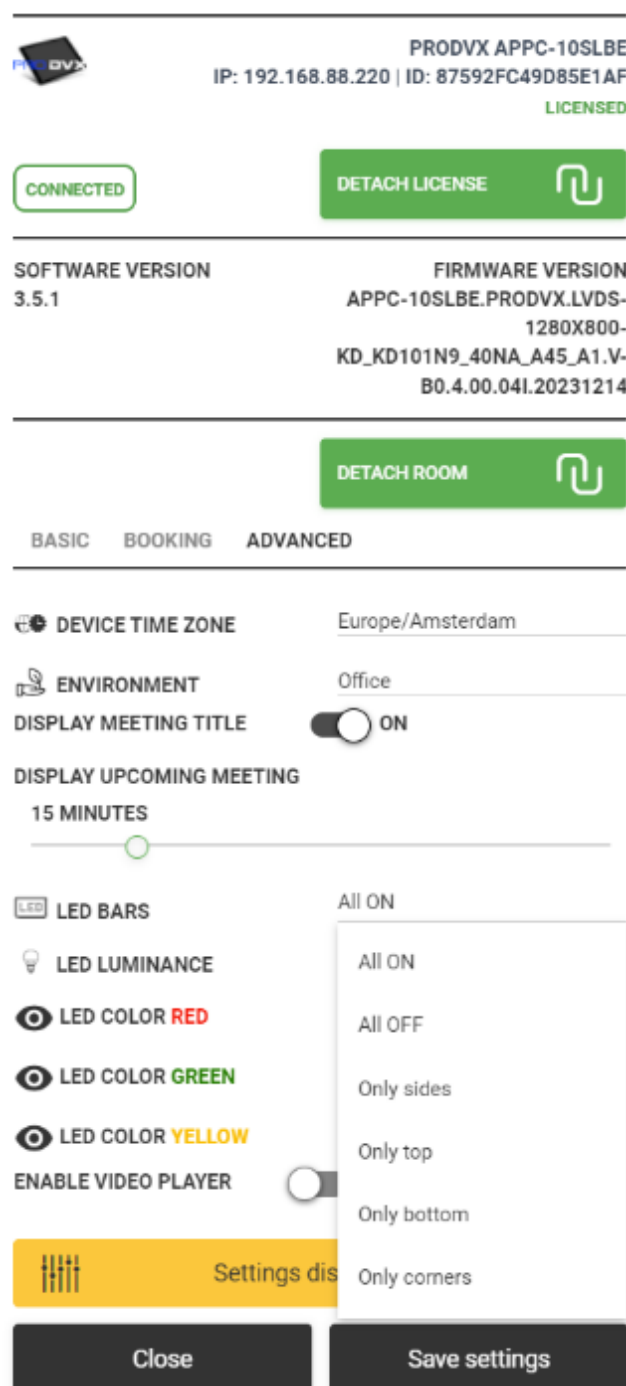 PRODVX
PRODVX APPC-10SLBE
IP: 192.168.88.220 | ID: 87592FC49D85E1AF
LICENSED
CONNECTED
DETACH LICENSE
SOFTWARE VERSION
3.5.1
FIRMWARE VERSION
APPC-10SLBE.PRODVX.LVDS-
1280X800-
KD_KD101N9_40NA_A45_A1.V-
B0.4.00.04I.20231214
DETACH ROOM
BASIC BOOKING ADVANCED
DEVICE TIME ZONE Europe/Amsterdam
ENVIRONMENT Office
DISPLAY MEETING TITLE ON
DISPLAY UPCOMING MEETING
15 MINUTES
LED LED BARS All ON
LED LUMINANCE
LED COLOR RED
LED COLOR GREEN
LED COLOR YELLOW
ENABLE VIDEO PLAYER
All ON
All OFF
Only sides
Only top
Only bottom
Only corners
Settings dis
Close Save settings